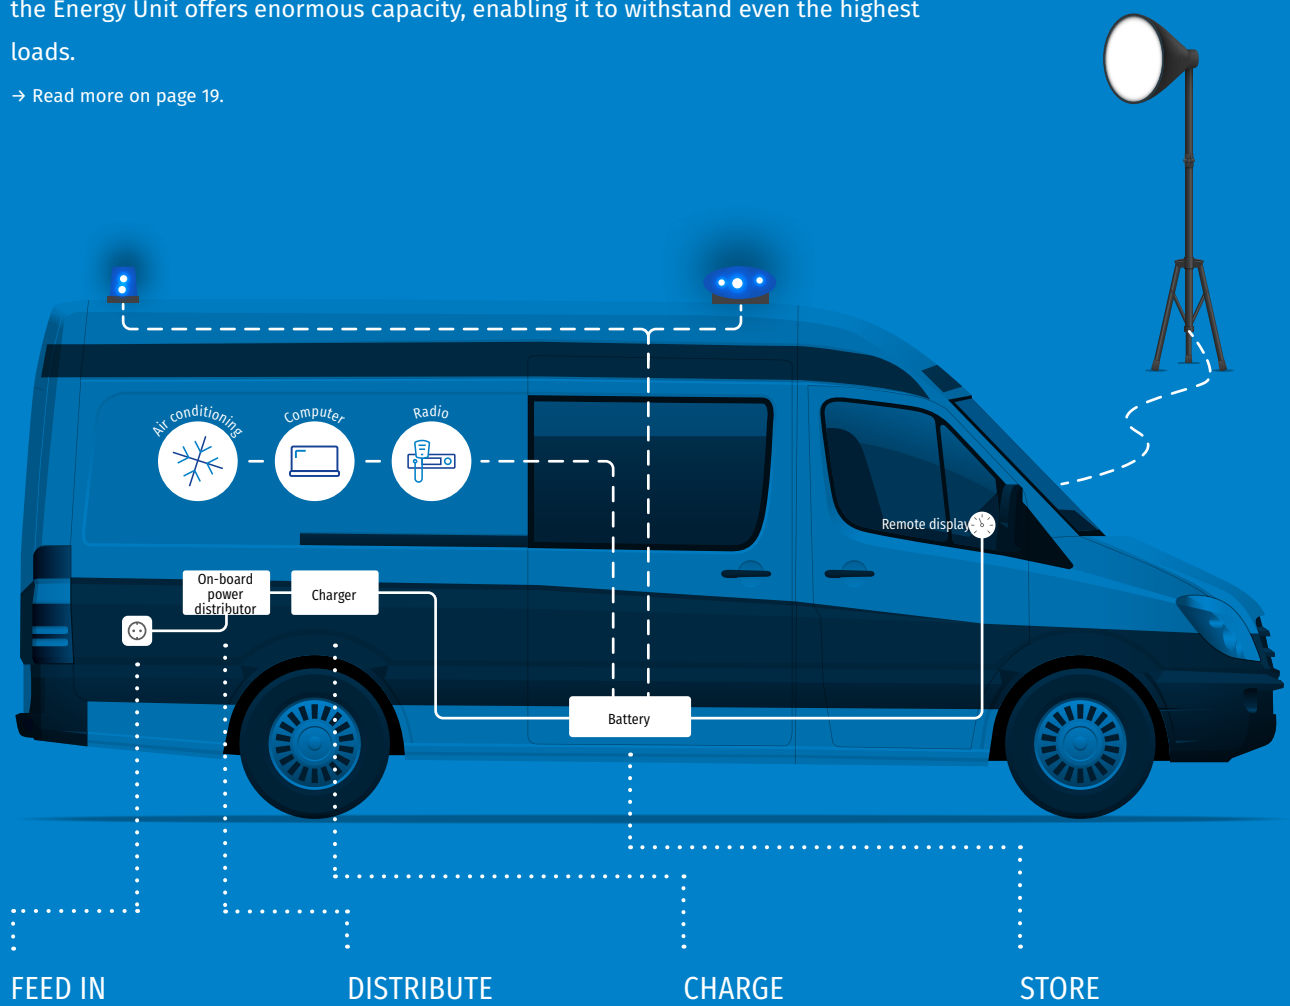 the Energy Unit offers enormous capacity, enabling it to withstand even the highest
loads.
→ Read more on page 19.
Air conditioning
Computer
Radio
Remote display
On-board
power
distributor
Charger
Battery
FEED IN
DISTRIBUTE
CHARGE
STORE